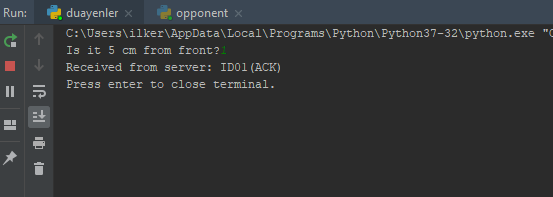 Run: duayenler × opponent ×
C:\Users\ilker\AppData\Local\Programs\Python\Python37-32\python.exe "C
Is it 5 cm from front?1
Received from server: ID01(ACK)
Press enter to close terminal.